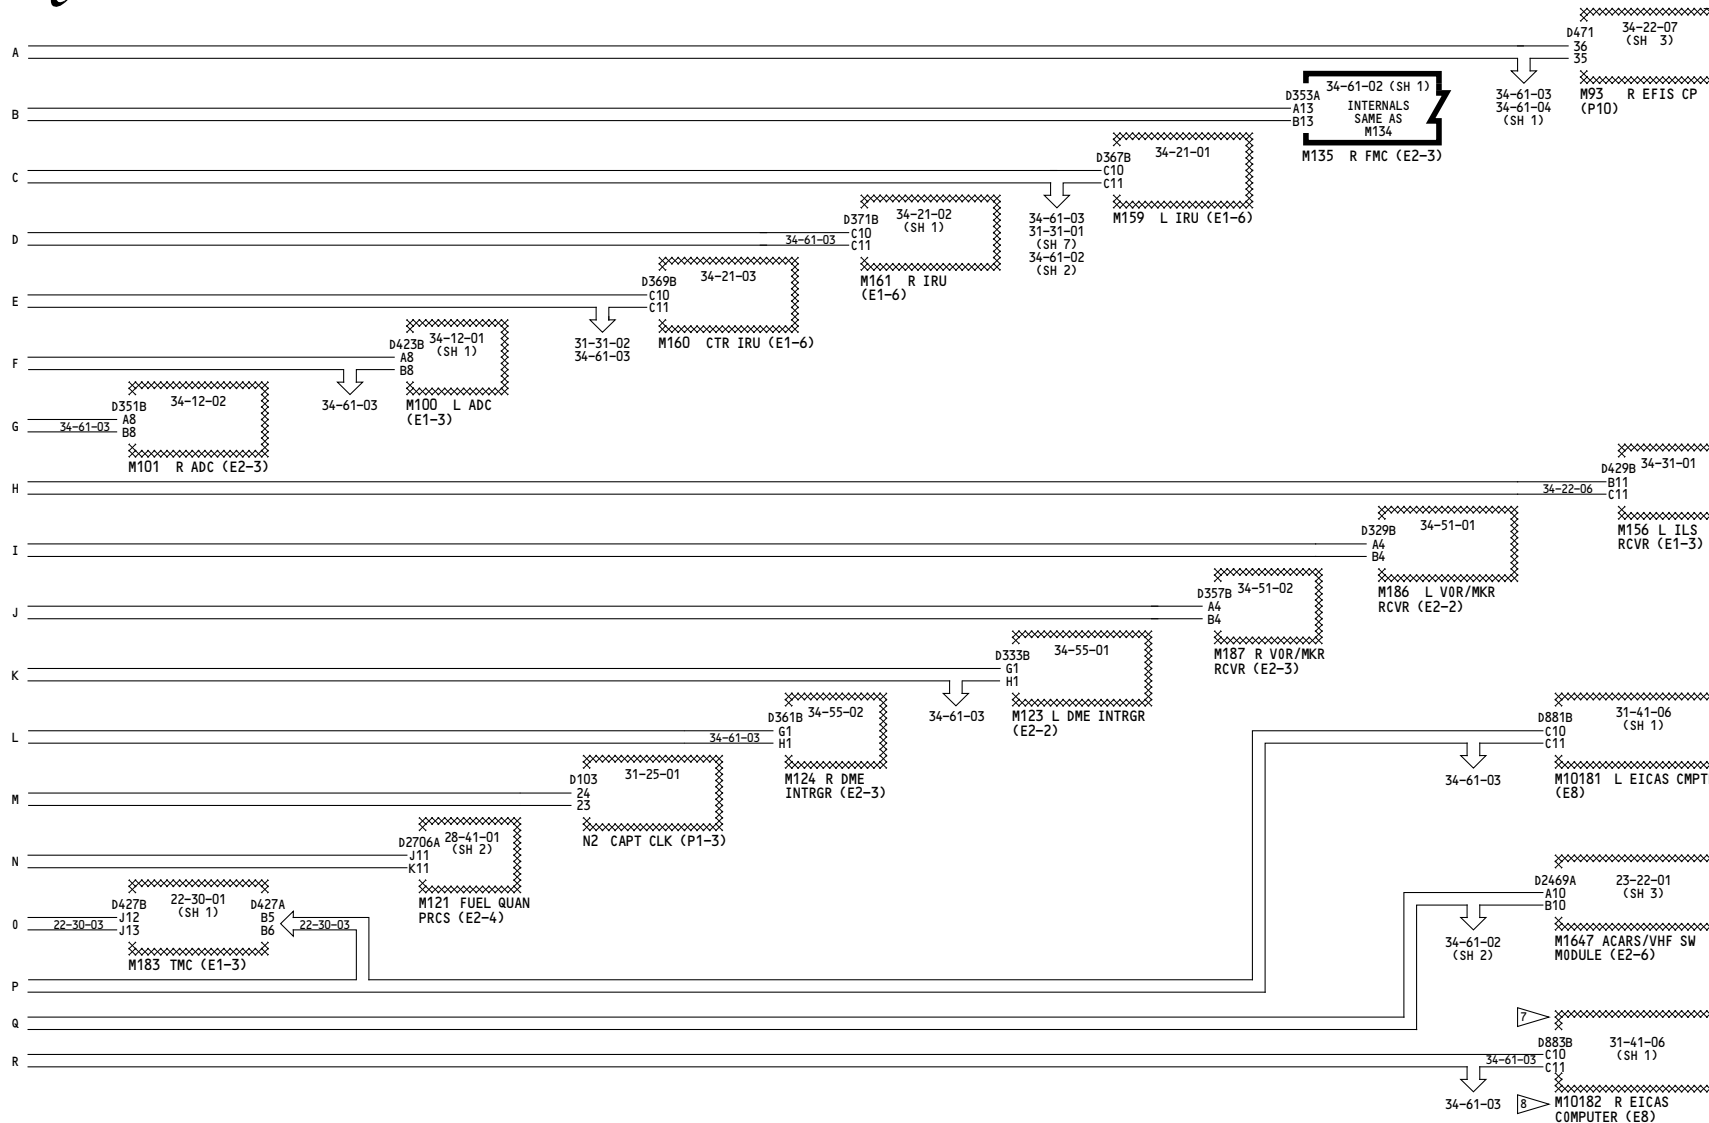 A
D471
36
35
34-22-07
(SH 3)
34-61-03
34-61-04
(SH 1)
M93 R EFIS CP
(P10)
B
D353A
A13
B13
34-61-02 (SH 1)
INTERNALS
SAME AS
M134
M135 R FMC (E2-3)
C
D367B
C10
C11
34-21-01
M159 L IRU (E1-6)
34-61-03
31-31-01
(SH 7)
34-61-02
(SH 2)
D
34-61-03
D371B
C10
C11
34-21-02
(SH 1)
M161 R IRU
(E1-6)
E
D369B
C10
C11
34-21-03
M160 CTR IRU (E1-6)
31-31-02
34-61-03
F
D423B
A8
B8
34-12-01
(SH 1)
M100 L ADC
(E1-3)
34-61-03
G
34-61-03
D351B
A8
B8
34-12-02
M101 R ADC (E2-3)
H
34-22-06
D429B
B11
C11
34-31-01
M156 L ILS
RCVR (E1-3)
I
D329B
A4
B4
34-51-01
M186 L VOR/MKR
RCVR (E2-2)
J
D357B
A4
B4
34-51-02
M187 R VOR/MKR
RCVR (E2-3)
K
D333B
G1
H1
34-55-01
M123 L DME INTRGR
(E2-2)
34-61-03
L
34-61-03
D361B
G1
H1
34-55-02
M124 R DME
INTRGR (E2-3)
D881B
C10
C11
31-41-06
(SH 1)
34-61-03
M10181 L EICAS CMPT
(E8)
M
D103
24
23
31-25-01
N2 CAPT CLK (P1-3)
N
D2706A
J11
K11
28-41-01
(SH 2)
M121 FUEL QUAN
PRCS (E2-4)
O
22-30-03
D427B
J12
J13
22-30-01
(SH 1)
D427A
B5
B6
22-30-03
M183 TMC (E1-3)
D2469A
A10
B10
23-22-01
(SH 3)
34-61-02
(SH 2)
M1647 ACARS/VHF SW
MODULE (E2-6)
P
Q
7
R
34-61-03
D883B
C10
C11
31-41-06
(SH 1)
34-61-03
8
M10182 R EICAS
COMPUTER (E8)